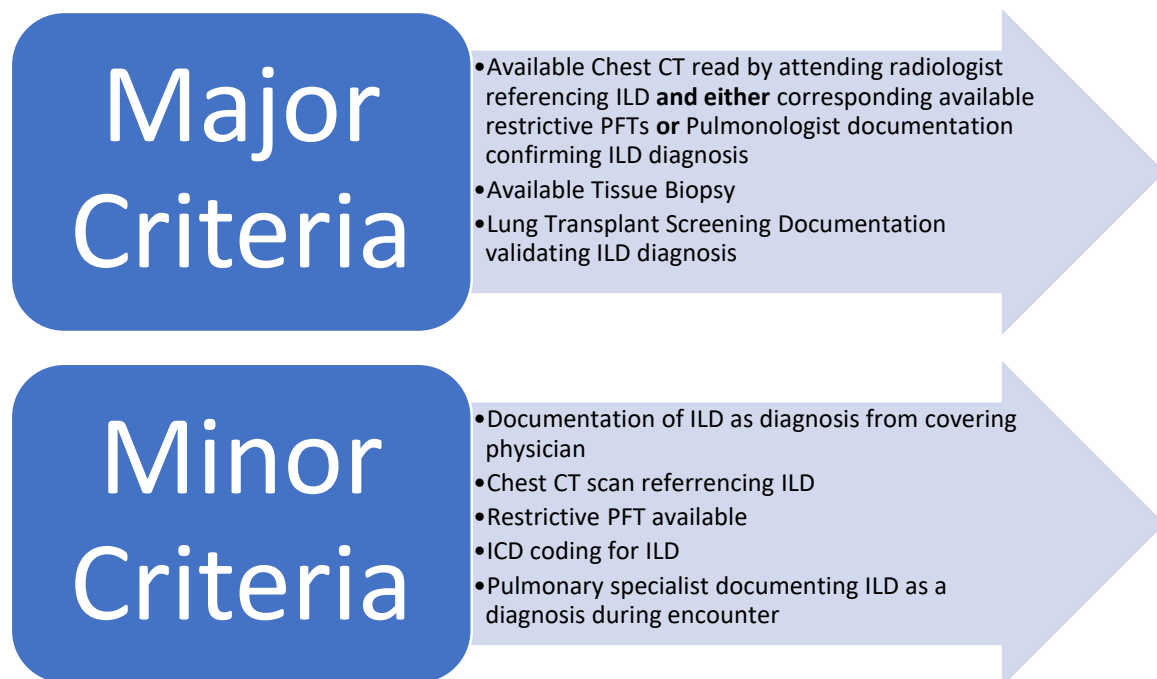 Major
Criteria
•Available Chest CT read by attending radiologist
referencing ILD and either corresponding available
restrictive PFTs or Pulmonologist documentation
confirming ILD diagnosis
•Available Tissue Biopsy
•Lung Transplant Screening Documentation
validating ILD diagnosis
Minor
Criteria
•Documentation of ILD as diagnosis from covering
physician
•Chest CT scan referrencing ILD
•Restrictive PFT available
•ICD coding for ILD
•Pulmonary specialist documenting ILD as a
diagnosis during encounter